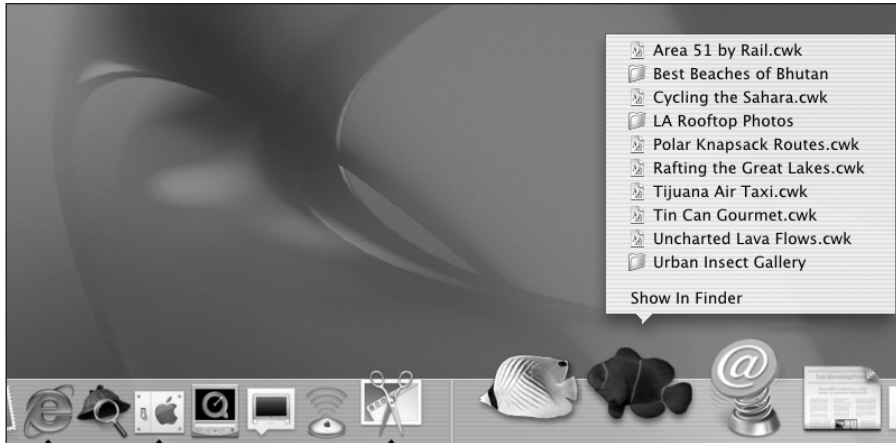 Area 51 by Rail.cwk
Best Beaches of Bhutan
Cycling the Sahara.cwk
LA Rooftop Photos
Polar Knapsack Routes.cwk
Rafting the Great Lakes.cwk
Tijuana Air Taxi.cwk
Tin Can Gourmet.cwk
Uncharted Lava Flows.cwk
Urban Insect Gallery
Show In Finder
@